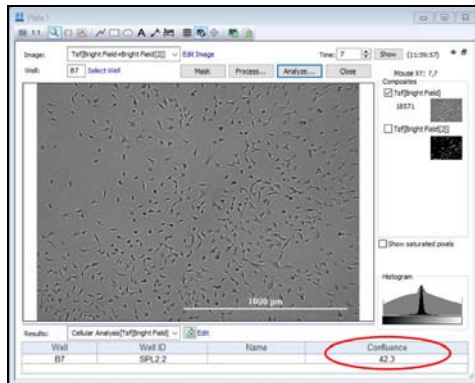 Plate 1
1:1
Image: Tsf[Bright Field+Bright Field[2]] Edit Image Time: 7 Show (11:59:57)
Well: B7 Select Well Mask Process... Analyze... Close Mouse XY: 7,7
Composites
Tsf[Bright Field]
18571
Tsf[Bright Field[2]]
1000 µm
Show saturated pixels
Histogram
Results: Cellular Analysis[Tsf[Bright Field] Edit
Well Well ID Name Confluence
B7 SPL2:2 42.3